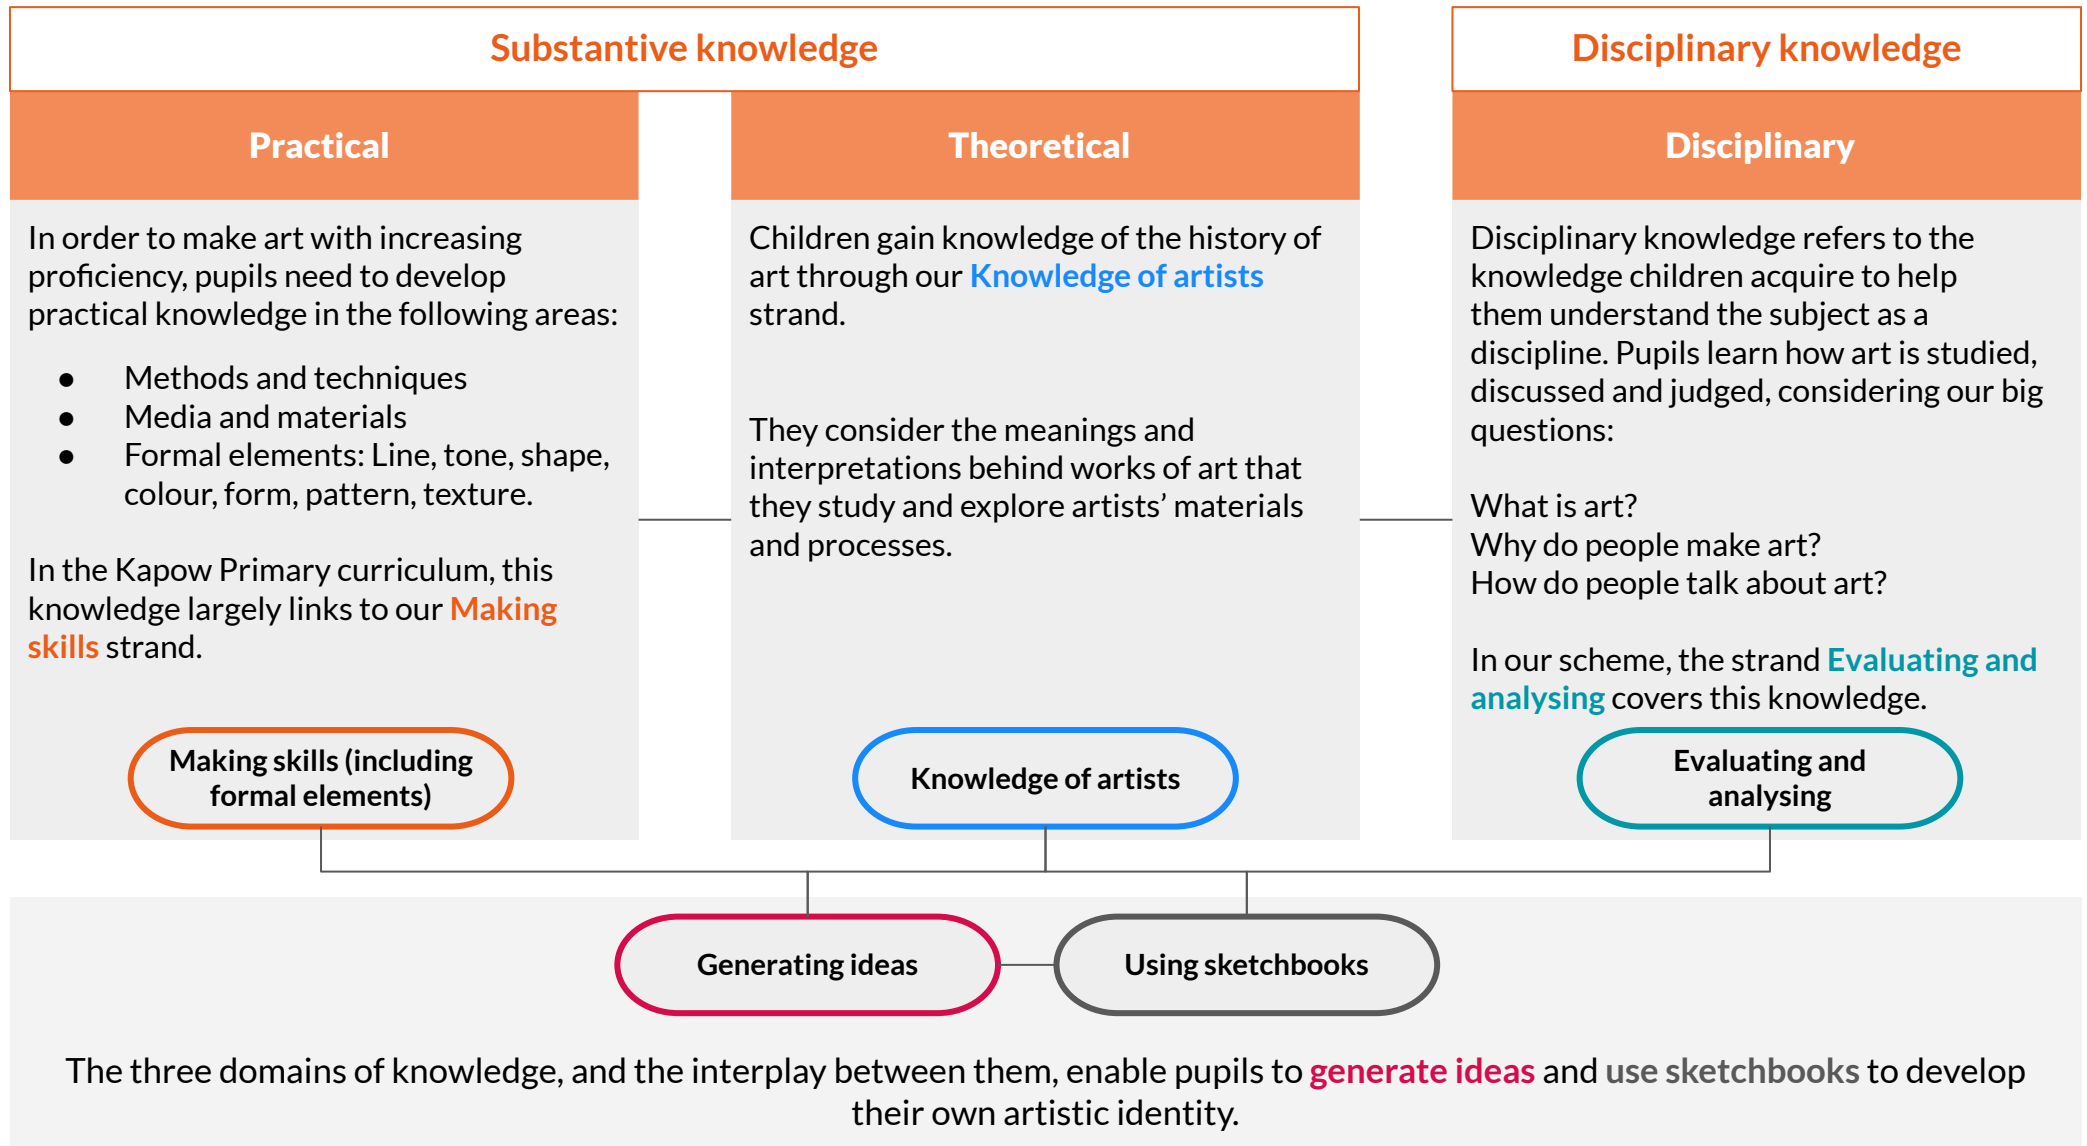 Substantive knowledge
Disciplinary knowledge
Practical
Theoretical
Disciplinary
In order to make art with increasing
proficiency, pupils need to develop
practical knowledge in the following areas:
● Methods and techniques
● Media and materials
● Formal elements: Line, tone, shape,
colour, form, pattern, texture.
In the Kapow Primary curriculum, this
knowledge largely links to our Making
skills strand.
Making skills (including
formal elements)
Children gain knowledge of the history of
art through our Knowledge of artists
strand.
They consider the meanings and
interpretations behind works of art that
they study and explore artists’ materials
and processes.
Knowledge of artists
Disciplinary knowledge refers to the
knowledge children acquire to help
them understand the subject as a
discipline. Pupils learn how art is studied,
discussed and judged, considering our big
questions:
What is art?
Why do people make art?
How do people talk about art?
In our scheme, the strand Evaluating and
analysing covers this knowledge.
Evaluating and
analysing
Generating ideas
Using sketchbooks
The three domains of knowledge, and the interplay between them, enable pupils to generate ideas and use sketchbooks to develop
their own artistic identity.